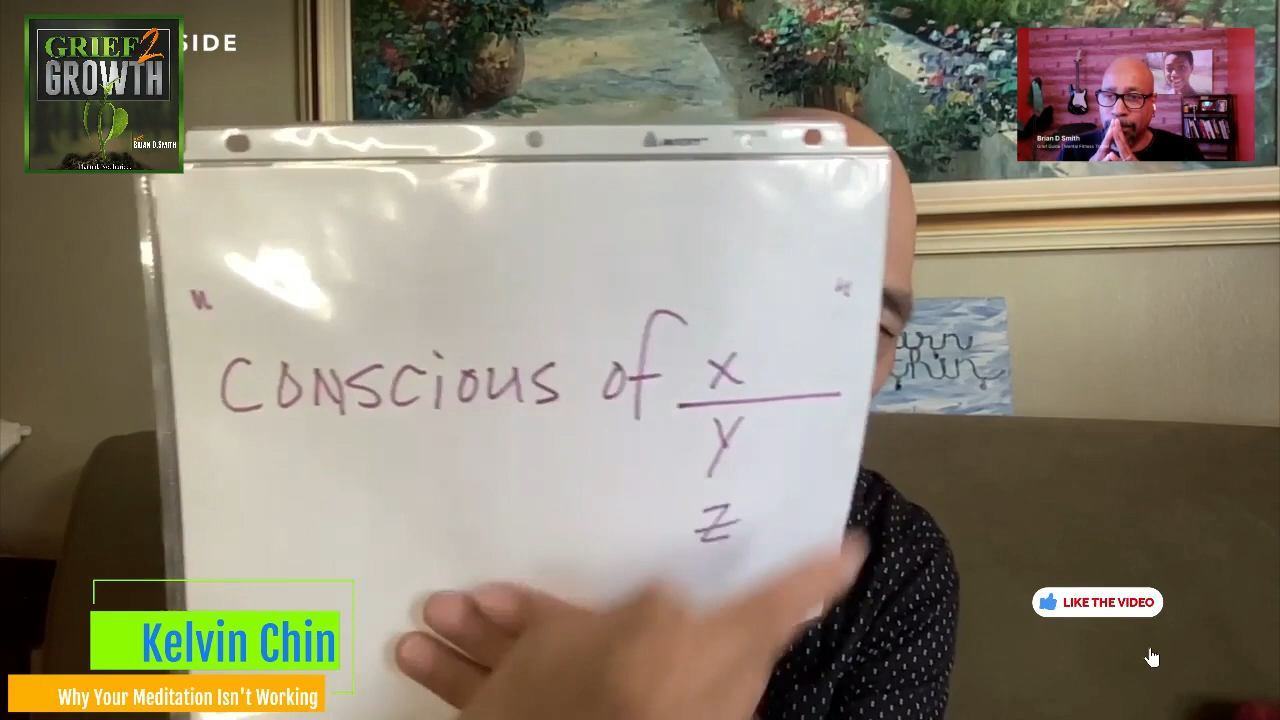 GRIEF 2
GROWTH
BRIAN D.SMITH
SIDE
Brian D Smith
"
"
CONSCIOUS of x
y
z
Kelvin Chin
Why Your Meditation Isn't Working
LIKE THE VIDEO